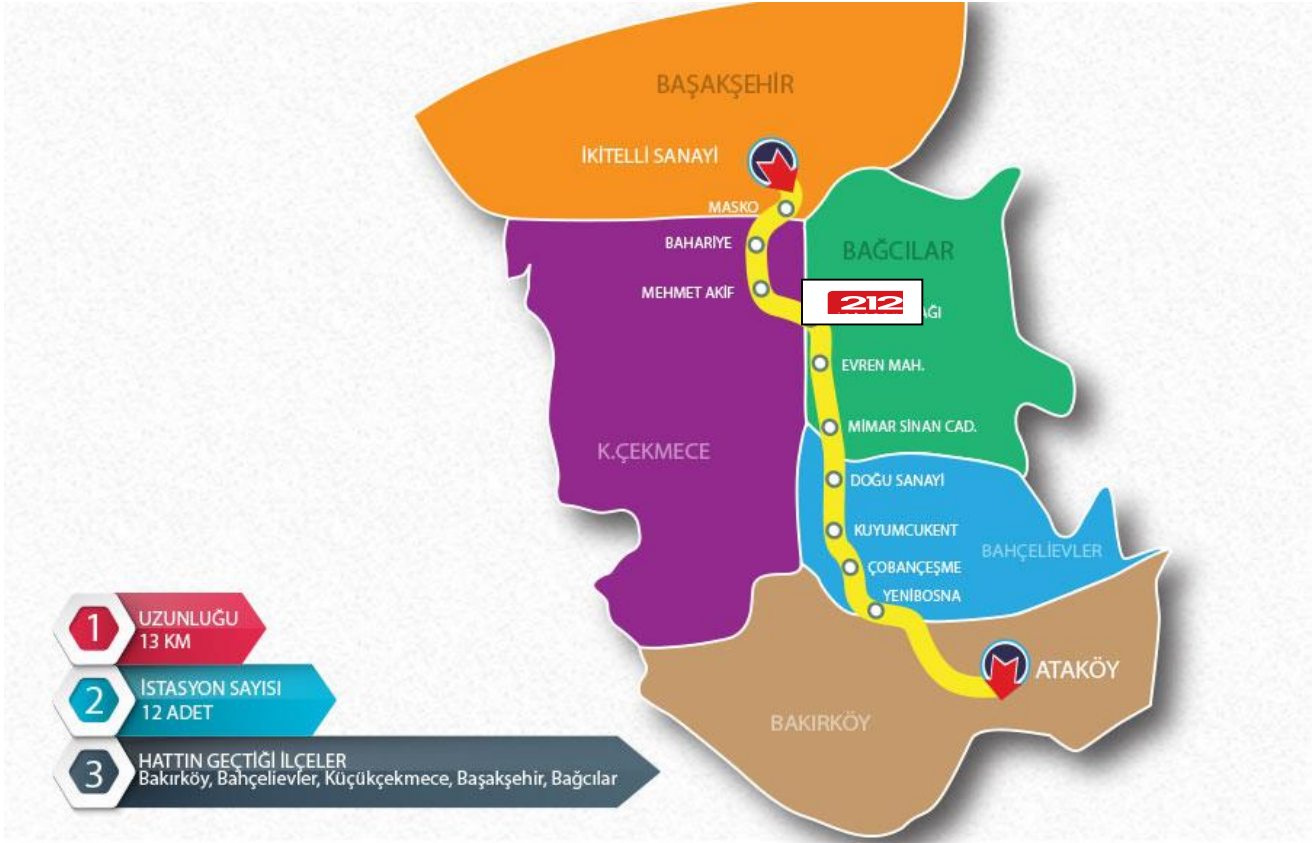 BAŞAKŞEHİR
İKİTELLİ SANAYİ
MASKO
BAHARİYE
BAĞCILAR
MEHMET AKİF
212
AĞI
EVREN MAH.
MİMAR SİNAN CAD.
K.ÇEKMECE
DOĞU SANAYİ
KUYUMCUKENT
BAHÇELİEVLER
ÇOBANÇEŞME
YENİBOSNA
ATAKÖY
BAKIRKÖY
1
UZUNLUĞU
13 KM
2
İSTASYON SAYISI
12 ADET
3
HATTIN GEÇTİĞİ İLÇELER
Bakırköy, Bahçelievler, Küçükçekmece, Başakşehir, Bağcılar